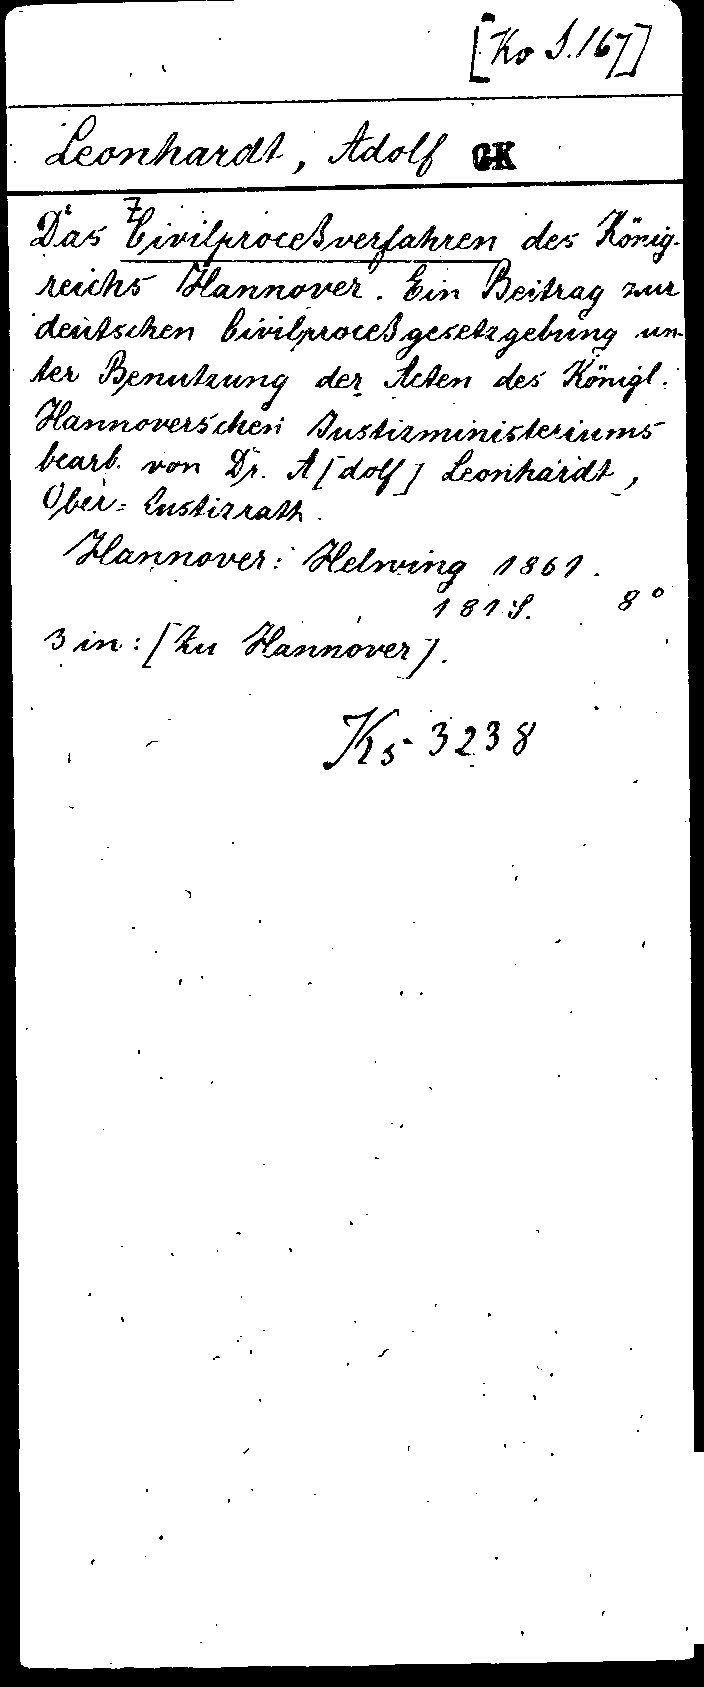 [Ko S. 167]
Leonhardt, Adolf GK
Z
Das Civilproceßverfahren des König-
reichs Hannover. Ein Beitrag zur
deutschen Civilproceßgesetzgebung un-
ter Benutzung der Acten des Königl.
Hannoverschen Justizministeriums
bearb. von Dr. A[dolf] Leonhardt,
Ober-Justizrath.
Hannover: Helwing 1861.
181 S. 8°
3 in: [Zu Hannover].
Ks 3238